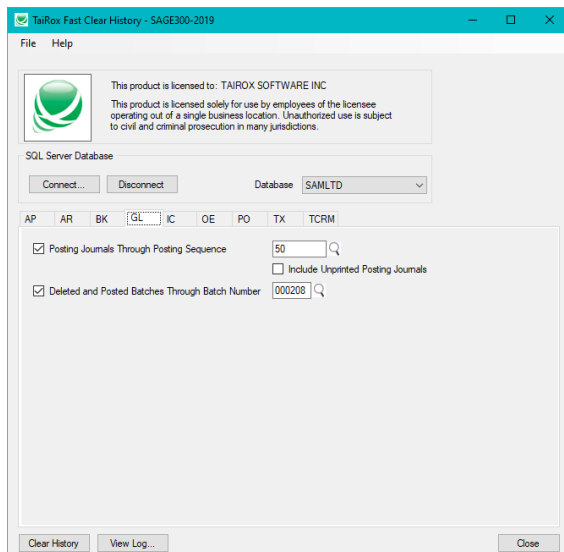 TaiRox Fast Clear History - SAGE300-2019
File Help
This product is licensed to: TAIROX SOFTWARE INC
This product is licensed solely for use by employees of the licensee
operating out of a single business location. Unauthorized use is subject
to civil and criminal prosecution in many jurisdictions.
SQL Server Database
Connect... Disconnect Database SAMLTD
AP AR BK GL IC OE PO TX TCRM
Posting Journals Through Posting Sequence 50
Include Unprinted Posting Journals
Deleted and Posted Batches Through Batch Number 000208
Clear History View Log... Close